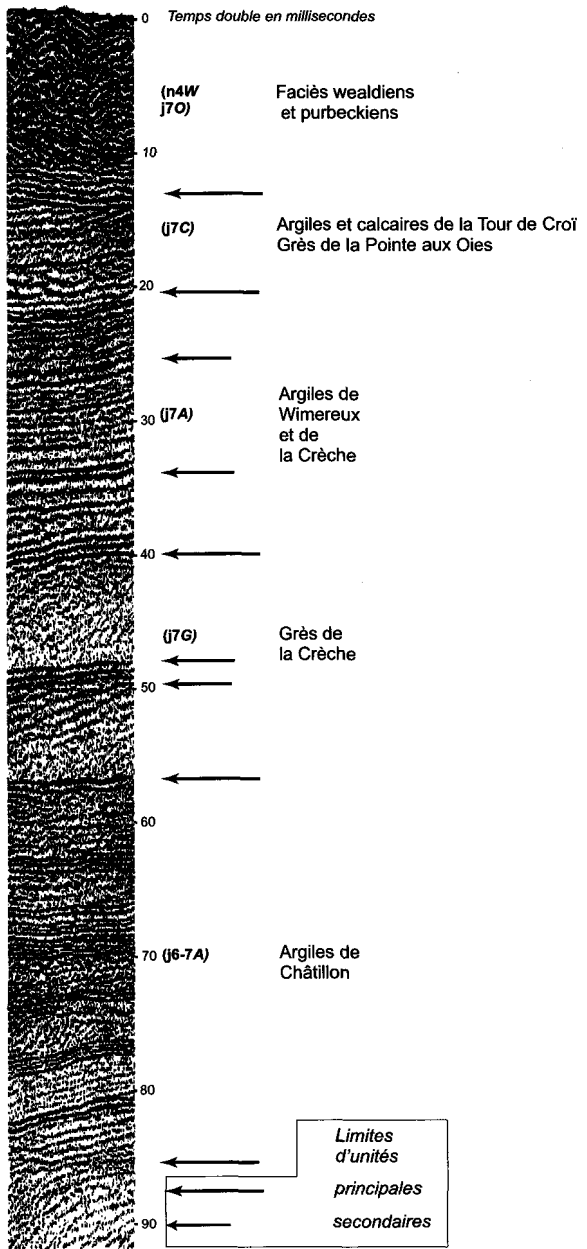 0 Temps double en millisecondes
(n4W Faciès wealdiens
j7O) et purbeckiens
10
(j7C) Argiles et calcaires de la Tour de Croï
Grès de la Pointe aux Oies
20
Argiles de
30 (j7A) Wimereux
et de
la Crèche
40
(j7G) Grès de
la Crèche
50
60
70 (j6-7A) Argiles de
Châtillon
80
Limites
d'unités
principales
90 secondaires